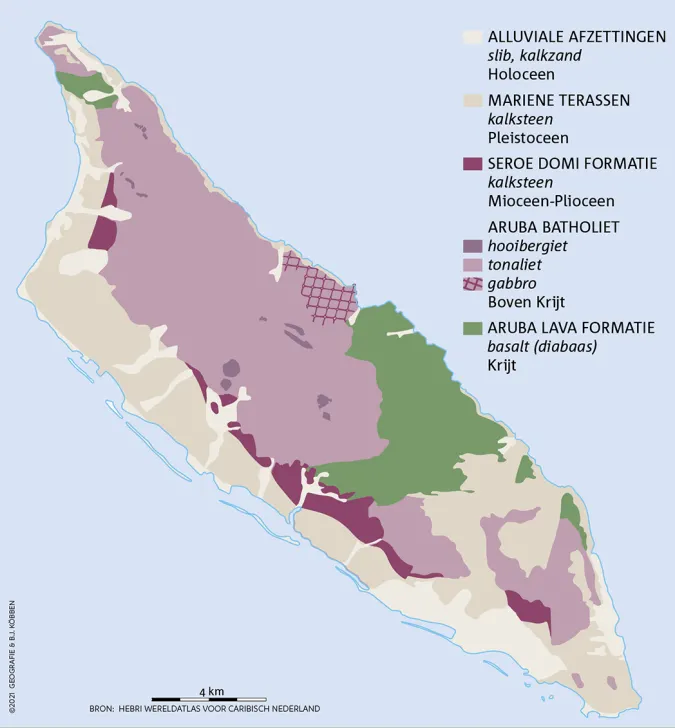 ALLUVIALE AFZETTINGEN
slib, kalkzand
Holoceen
MARIENE TERASSEN
kalksteen
Pleistoceen
SEROE DOMI FORMATIE
kalksteen
Mioceen-Plioceen
ARUBA BATHOLIET
hooibergiet
tonaliet
gabbro
Boven Krijt
ARUBA LAVA FORMATIE
basalt (diabaas)
Krijt
4 km
BRON: HEBRI WERELDATLAS VOOR CARIBISCH NEDERLAND
©2021 GEOGRAFIE & B.J. KÖBBEN